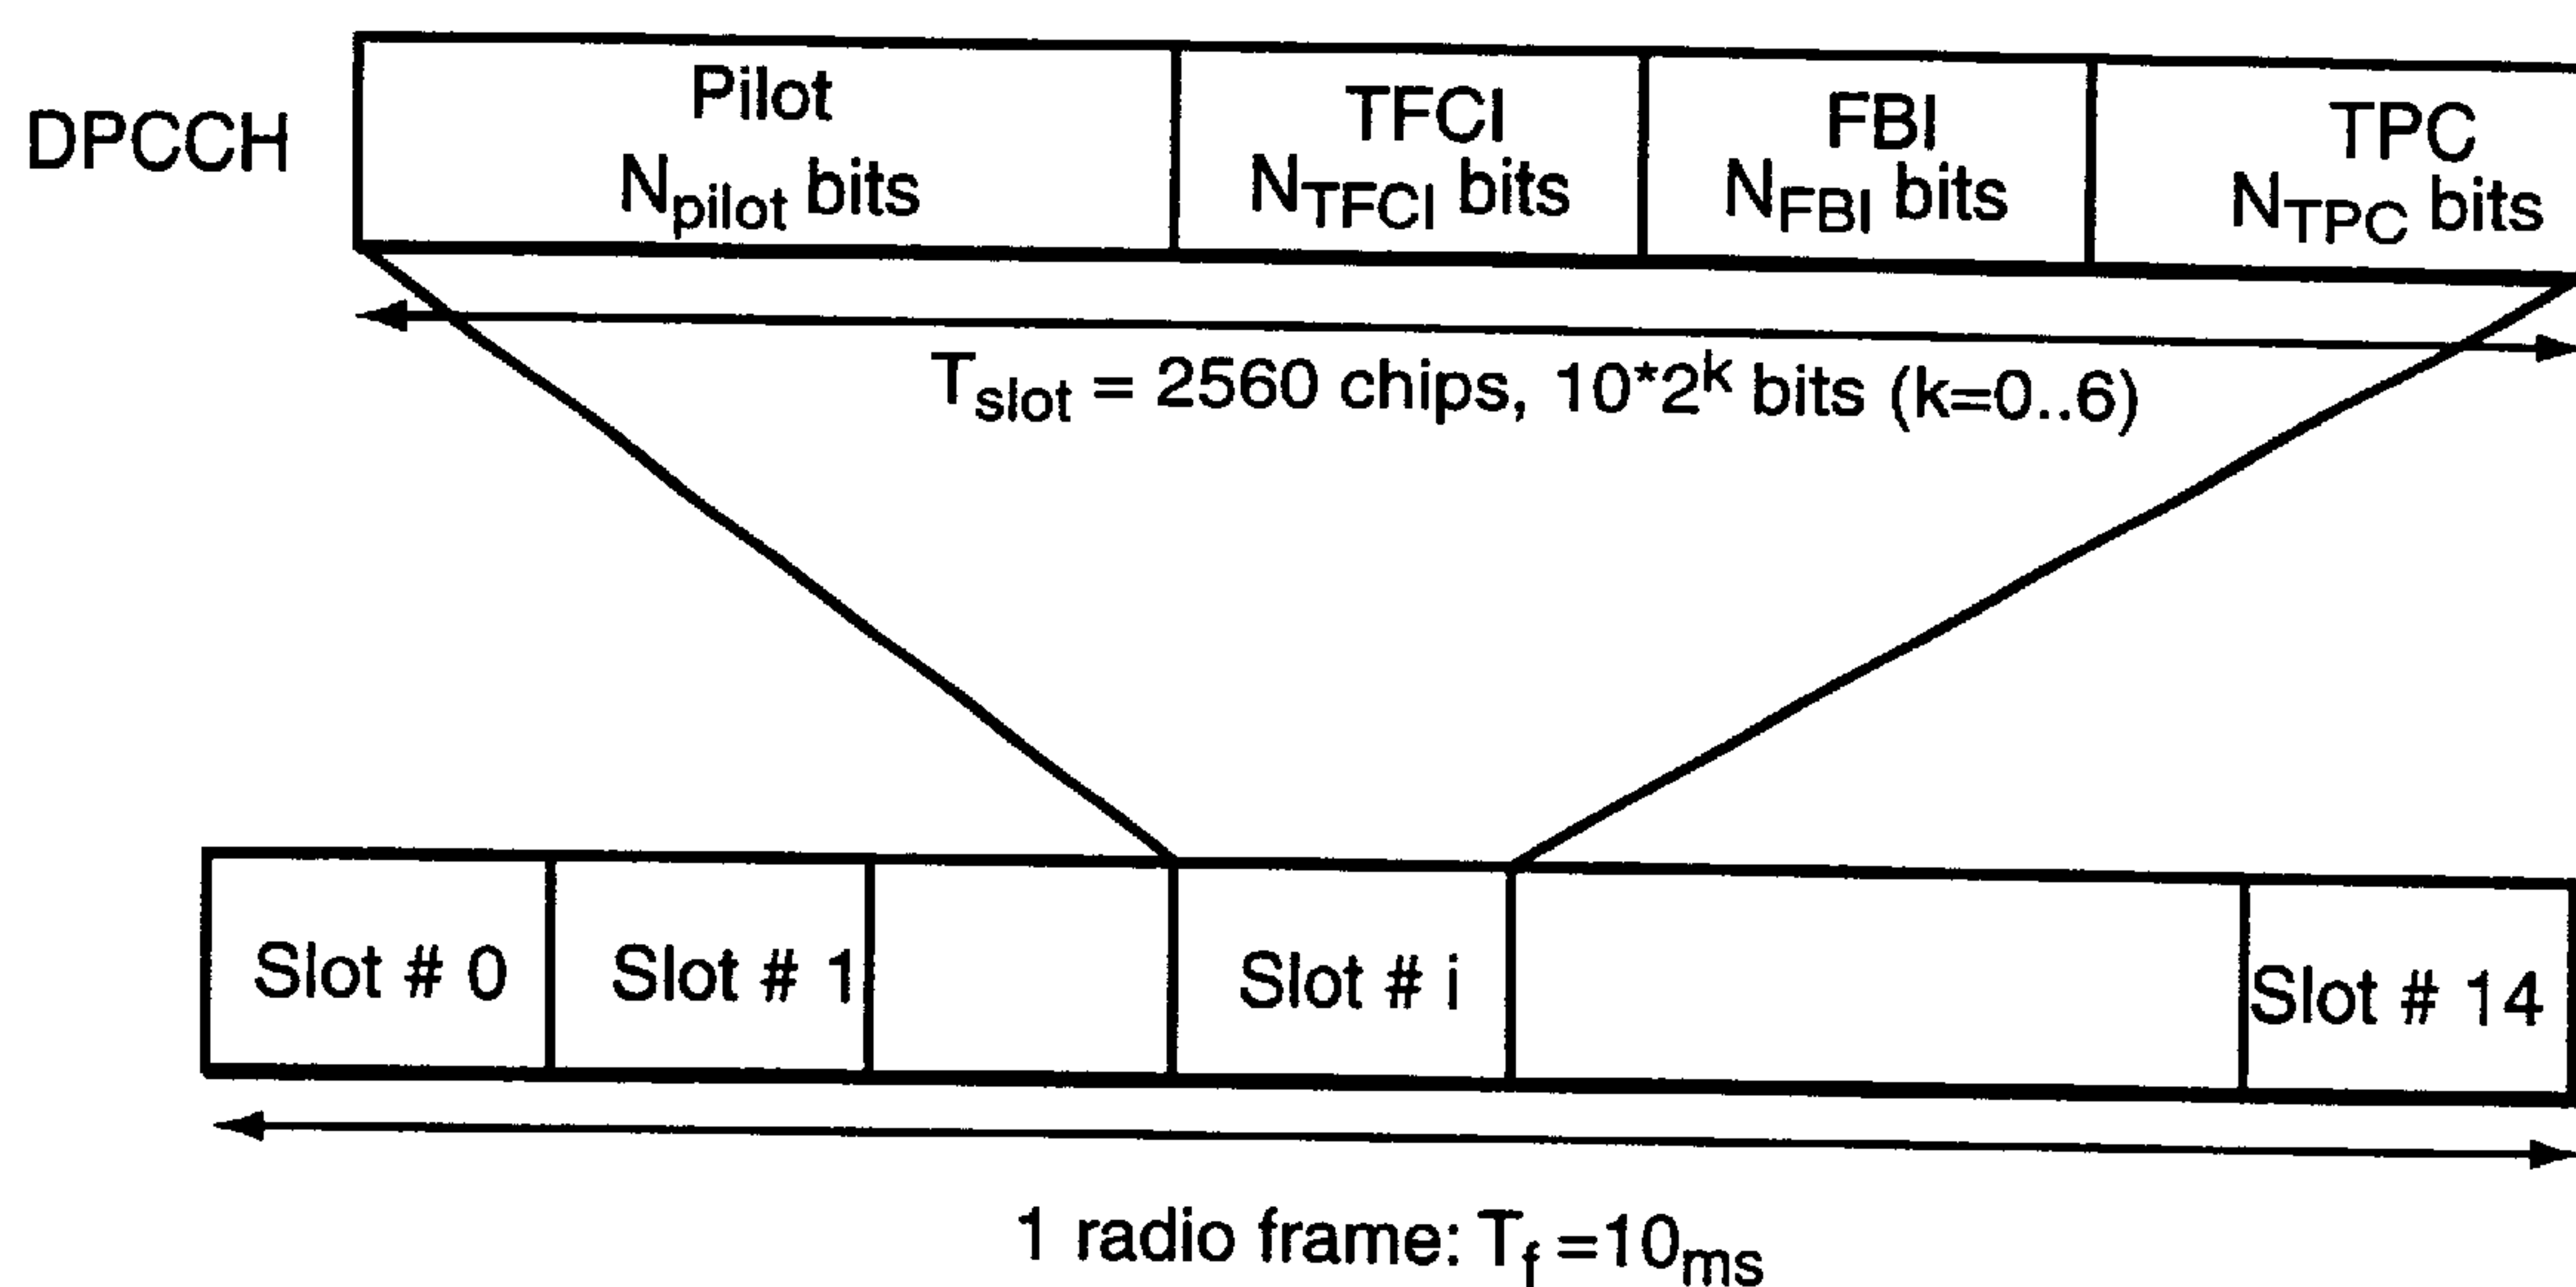 DPCCH
Pilot
Npilot bits
TFCI
NTFCI bits
FBI
NFBI bits
TPC
NTPC bits
Tslot = 2560 chips, 10*2k bits (k=0..6)
Slot # 0
Slot # 1
Slot # i
Slot # 14
1 radio frame: Tf =10ms